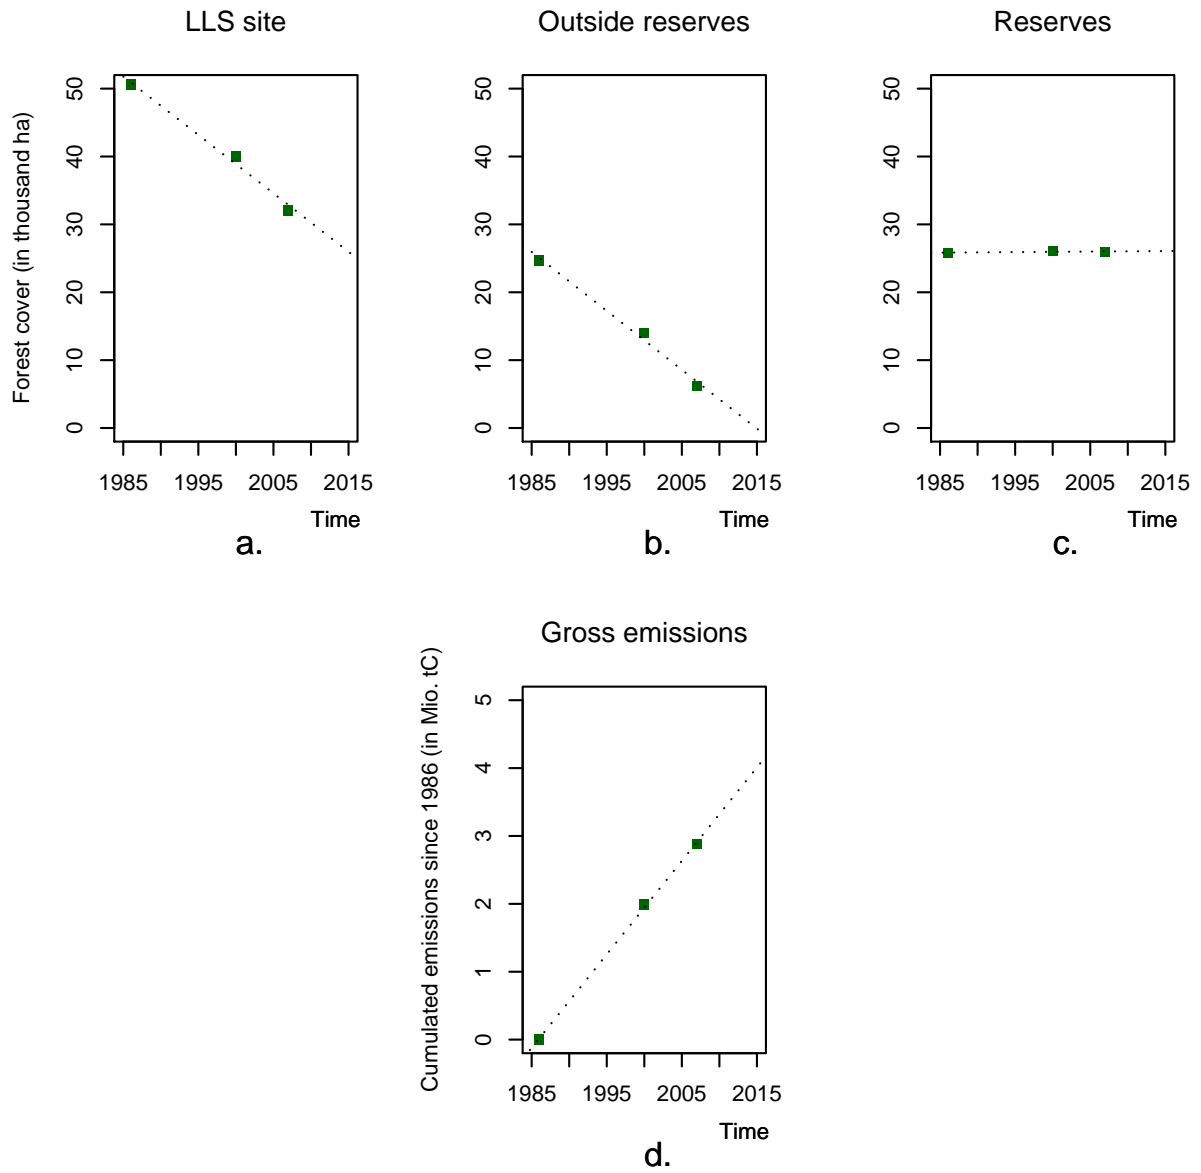 LLS site
Outside reserves
Reserves
Forest cover (in thousand ha)
50
40
30
20
10
0
1985 1995 2005 2015
Time
a.
50
40
30
20
10
0
1985 1995 2005 2015
Time
b.
50
40
30
20
10
0
1985 1995 2005 2015
Time
c.
Gross emissions
Cumulated emissions since 1986 (in Mio. tC)
5
4
3
2
1
0
1985 1995 2005 2015
Time
d.